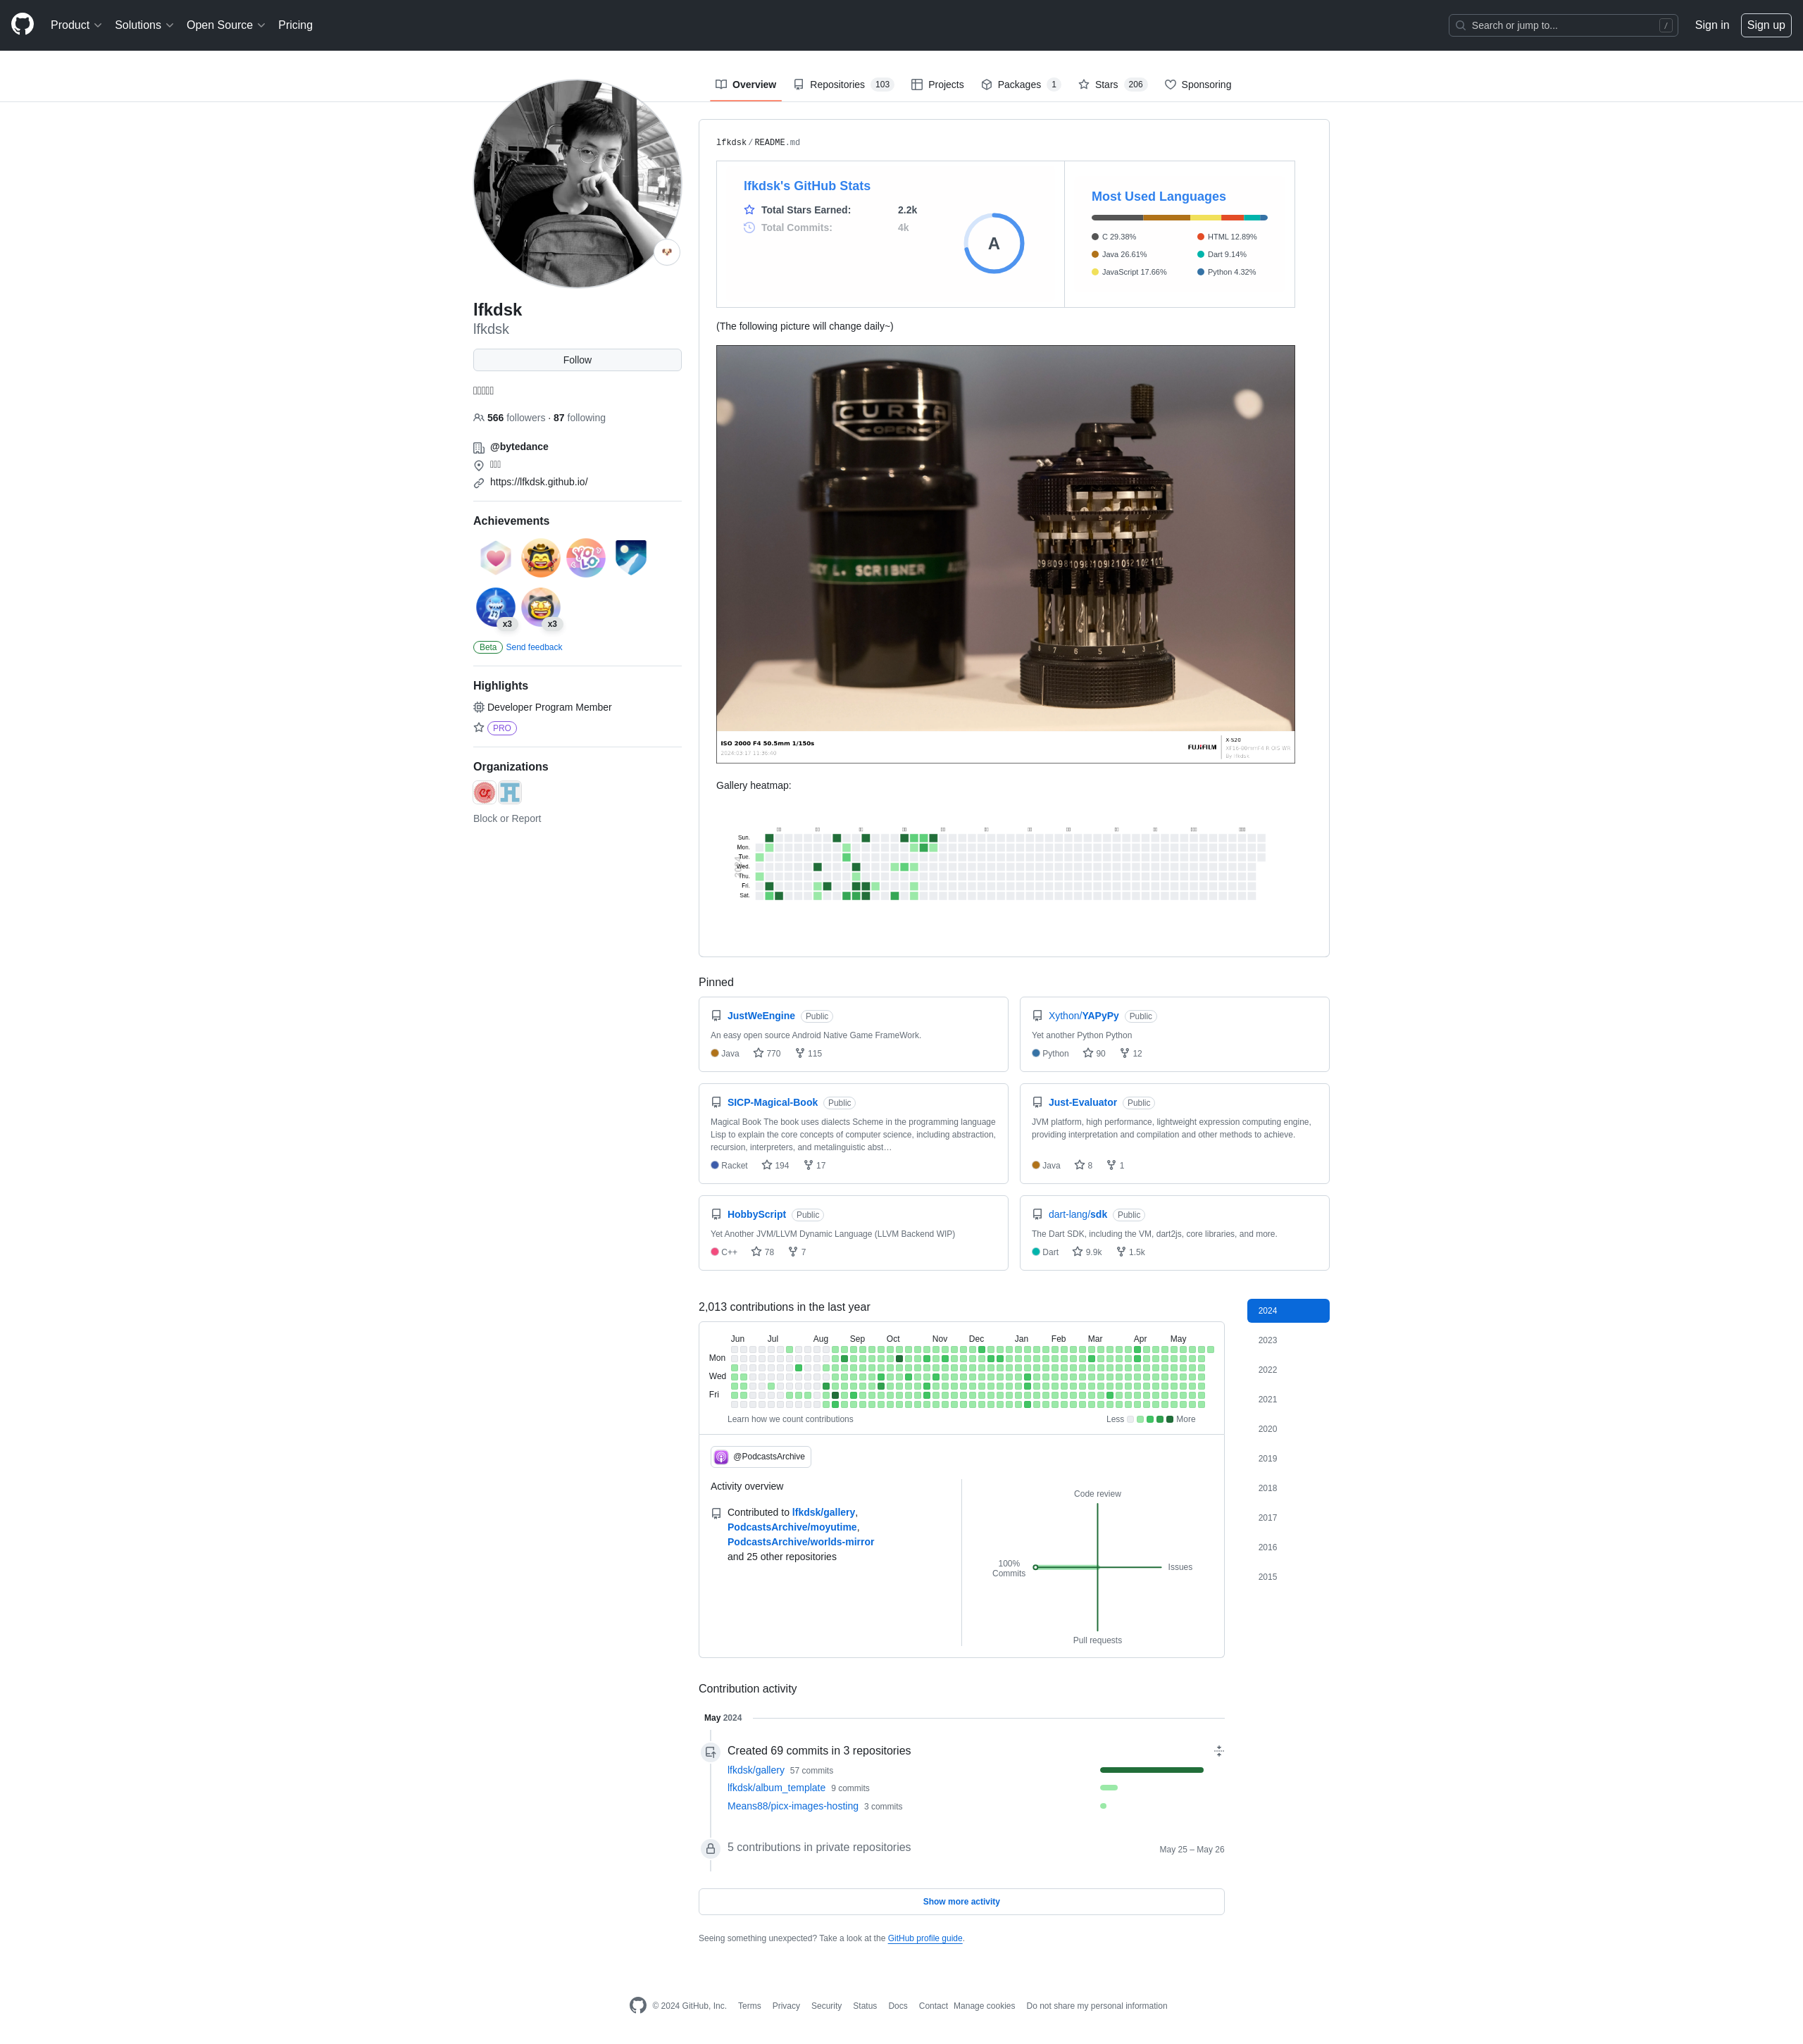 Product Solutions Open Source Pricing Search or jump to... / Sign in Sign up
Overview Repositories 103 Projects Packages 1 Stars 206 Sponsoring
lfkdsk
lfkdsk
Follow
566 followers · 87 following
@bytedance
https://lfkdsk.github.io/
Achievements
YOLO
x3 x3
Beta Send feedback
Highlights
Developer Program Member
PRO
Organizations
Block or Report
lfkdsk/README.md
lfkdsk's GitHub Stats
Total Stars Earned: 2.2k
Total Commits: 4k
A
Most Used Languages
C 29.38% HTML 12.89%
Java 26.61% Dart 9.14%
JavaScript 17.66% Python 4.32%
(The following picture will change daily~)
CURTA
OPEN
L. SCRIBNER
8 7 6 5 4 3 2
ISO 2000 F4 50.5mm 1/150s
FUJIFILM
X-S20
Gallery heatmap:
Sun.
Mon.
Tue.
Wed.
Thu.
Fri.
Sat.
Pinned
JustWeEngine Public
An easy open source Android Native Game FrameWork.
Java 770 115
Xython/YAPyPy Public
Yet another Python Python
Python 90 12
SICP-Magical-Book Public
Magical Book The book uses dialects Scheme in the programming language
Lisp to explain the core concepts of computer science, including abstraction,
recursion, interpreters, and metalinguistic abst…
Racket 194 17
Just-Evaluator Public
JVM platform, high performance, lightweight expression computing engine,
providing interpretation and compilation and other methods to achieve.
Java 8 1
HobbyScript Public
Yet Another JVM/LLVM Dynamic Language (LLVM Backend WIP)
C++ 78 7
dart-lang/sdk Public
The Dart SDK, including the VM, dart2js, core libraries, and more.
Dart 9.9k 1.5k
2,013 contributions in the last year
Jun Jul Aug Sep Oct Nov Dec Jan Feb Mar Apr May
Mon
Wed
Fri
Learn how we count contributions Less More
@PodcastsArchive
Activity overview
Contributed to lfkdsk/gallery,
PodcastsArchive/moyutime,
PodcastsArchive/worlds-mirror
and 25 other repositories
Code review
100%
Commits
Issues
Pull requests
2024
2023
2022
2021
2020
2019
2018
2017
2016
2015
Contribution activity
May 2024
Created 69 commits in 3 repositories
lfkdsk/gallery 57 commits
lfkdsk/album_template 9 commits
Means88/picx-images-hosting 3 commits
5 contributions in private repositories May 25 – May 26
Show more activity
Seeing something unexpected? Take a look at the GitHub profile guide.
© 2024 GitHub, Inc. Terms Privacy Security Status Docs Contact Manage cookies Do not share my personal information